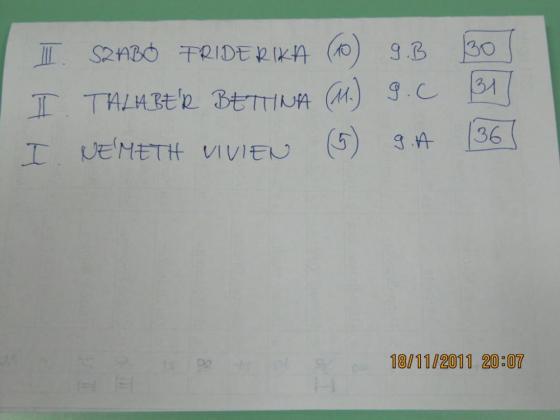 III. SZABÓ FRIDERIKA (10) 9.B 30
II. TALABÉR BETTINA (11.) 9.C 31
I. NÉMETH VIVIEN (5) 9.A 36
18/11/2011 20:07